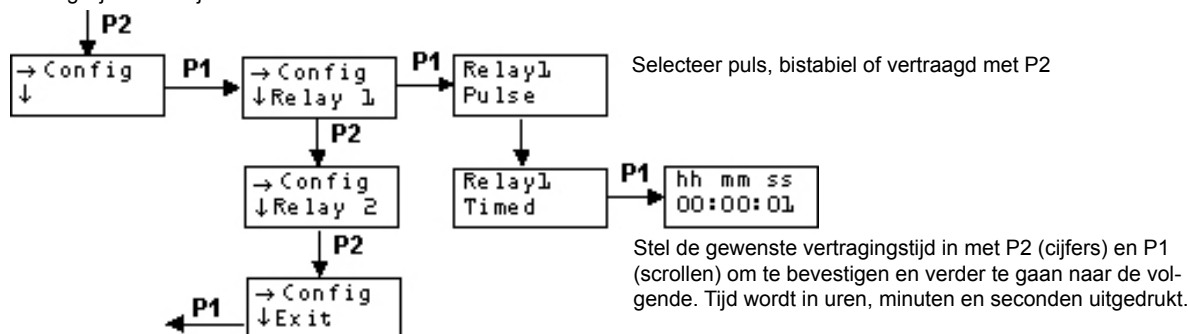 P2
→ Config
↓
P1
→ Config
↓Relay 1
P1
Relay1
Pulse
Selecteer puls, bistabiel of vertraagd met P2
P2
→ Config
↓Relay 2
Relay1
Timed
P1
hh mm ss
00:00:01
P2
Stel de gewenste vertragingstijd in met P2 (cijfers) en P1
(scrollen) om te bevestigen en verder te gaan naar de vol-
gende. Tijd wordt in uren, minuten en seconden uitgedrukt.
P1
→ Config
↓Exit